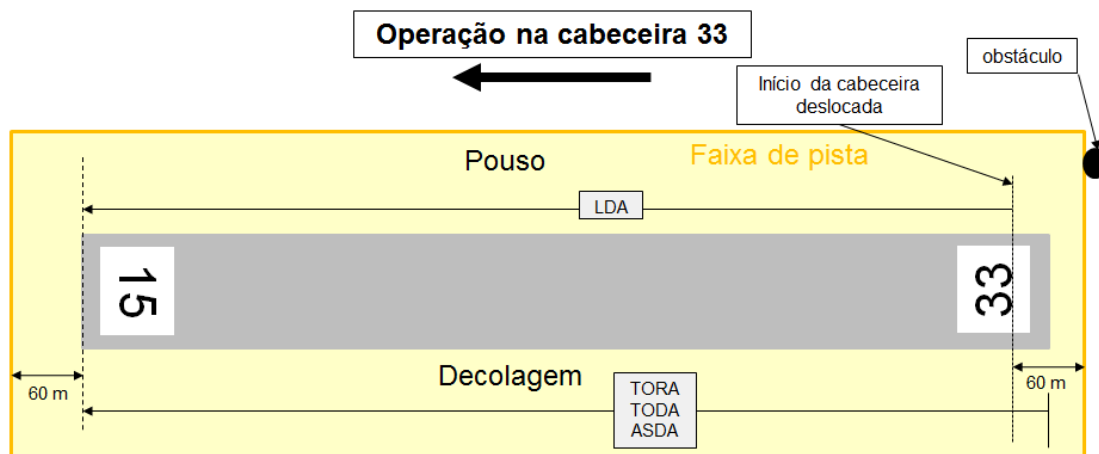 Operação na cabeceira 33
obstáculo
Início da cabeceira
deslocada
Pouso
Faixa de pista
LDA
15
33
60 m
Decolagem
60 m
TORA
TODA
ASDA